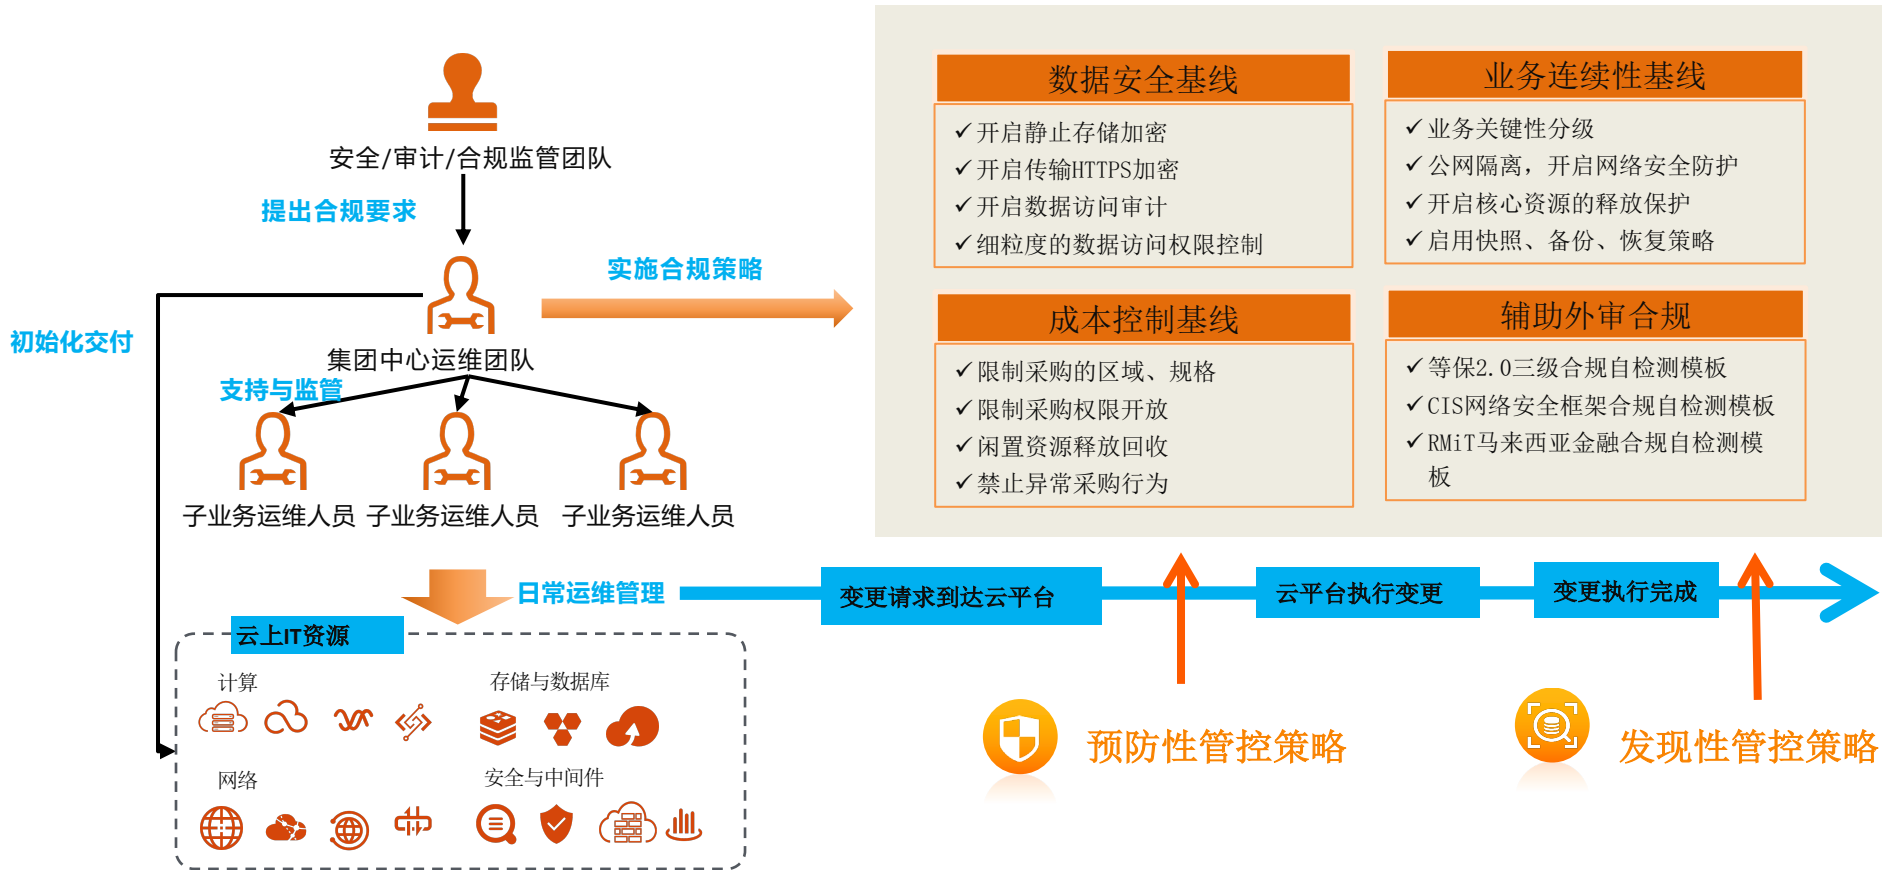 安全/审计/合规监管团队
提出合规要求
实施合规策略
初始化交付
集团中心运维团队
支持与监管
子业务运维人员
子业务运维人员
子业务运维人员
数据安全基线
✓开启静止存储加密
✓开启传输HTTPS加密
✓开启数据访问审计
✓细粒度的数据访问权限控制
业务连续性基线
✓业务关键性分级
✓公网隔离，开启网络安全防护
✓开启核心资源的释放保护
✓启用快照、备份、恢复策略
成本控制基线
✓限制采购的区域、规格
✓限制采购权限开放
✓闲置资源释放回收
✓禁止异常采购行为
辅助外审合规
✓等保2.0三级合规自检测模板
✓CIS网络安全框架合规自检测模板
✓RMiT马来西亚金融合规自检测模
板
日常运维管理
变更请求到达云平台
云平台执行变更
变更执行完成
云上IT资源
计算
存储与数据库
网络
安全与中间件
预防性管控策略
发现性管控策略